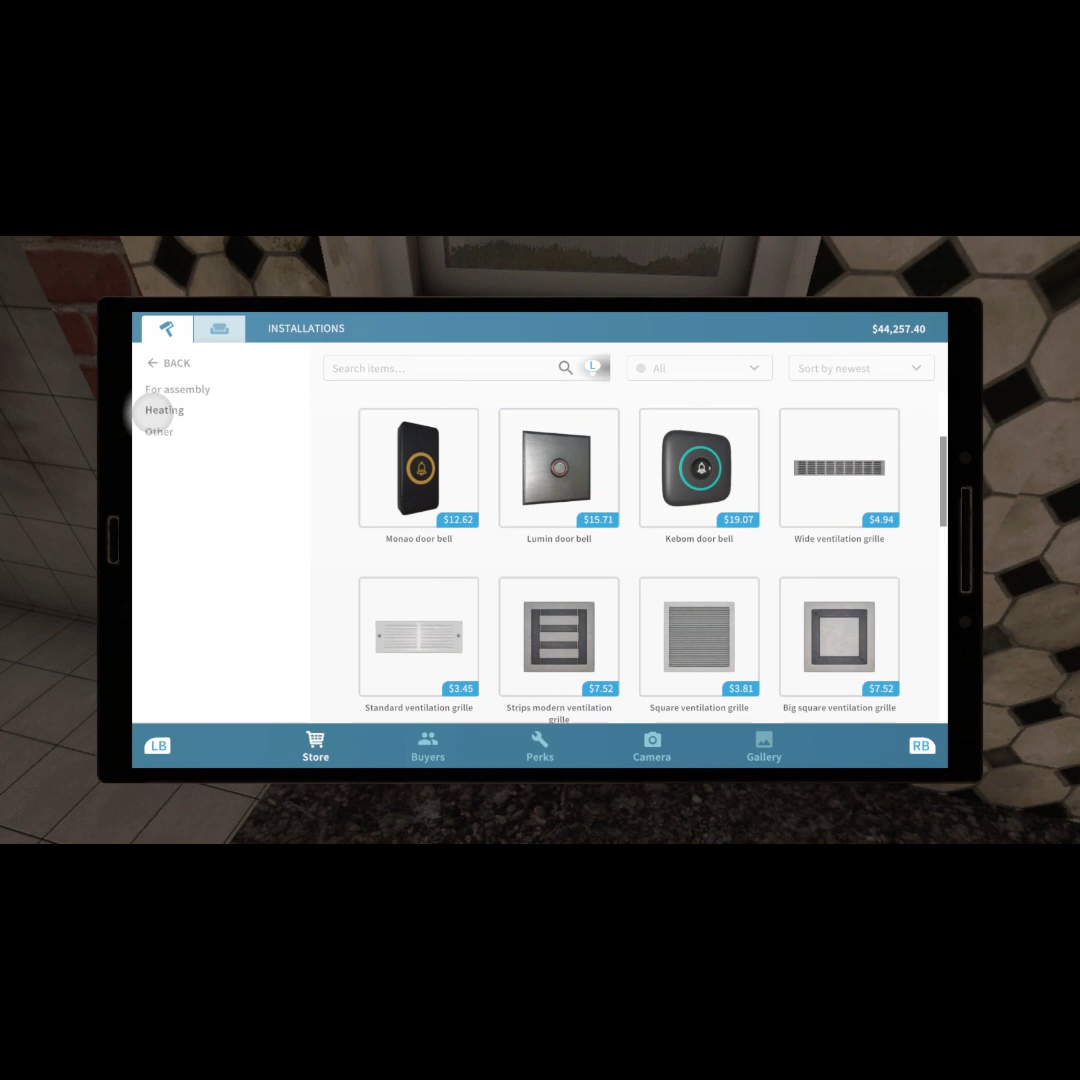 INSTALLATIONS
$44,257.40
BACK
For assembly
Heating
Other
Search items...
L
All
Sort by newest
$12.62
$15.71
$19.07
$4.94
Monao door bell
Lumin door bell
Kebom door bell
Wide ventilation grille
$3.45
$7.52
$3.81
$7.52
Standard ventilation grille
Strips modern ventilation
grille
Square ventilation grille
Big square ventilation grille
LB
Store
Buyers
Perks
Camera
Gallery
RB